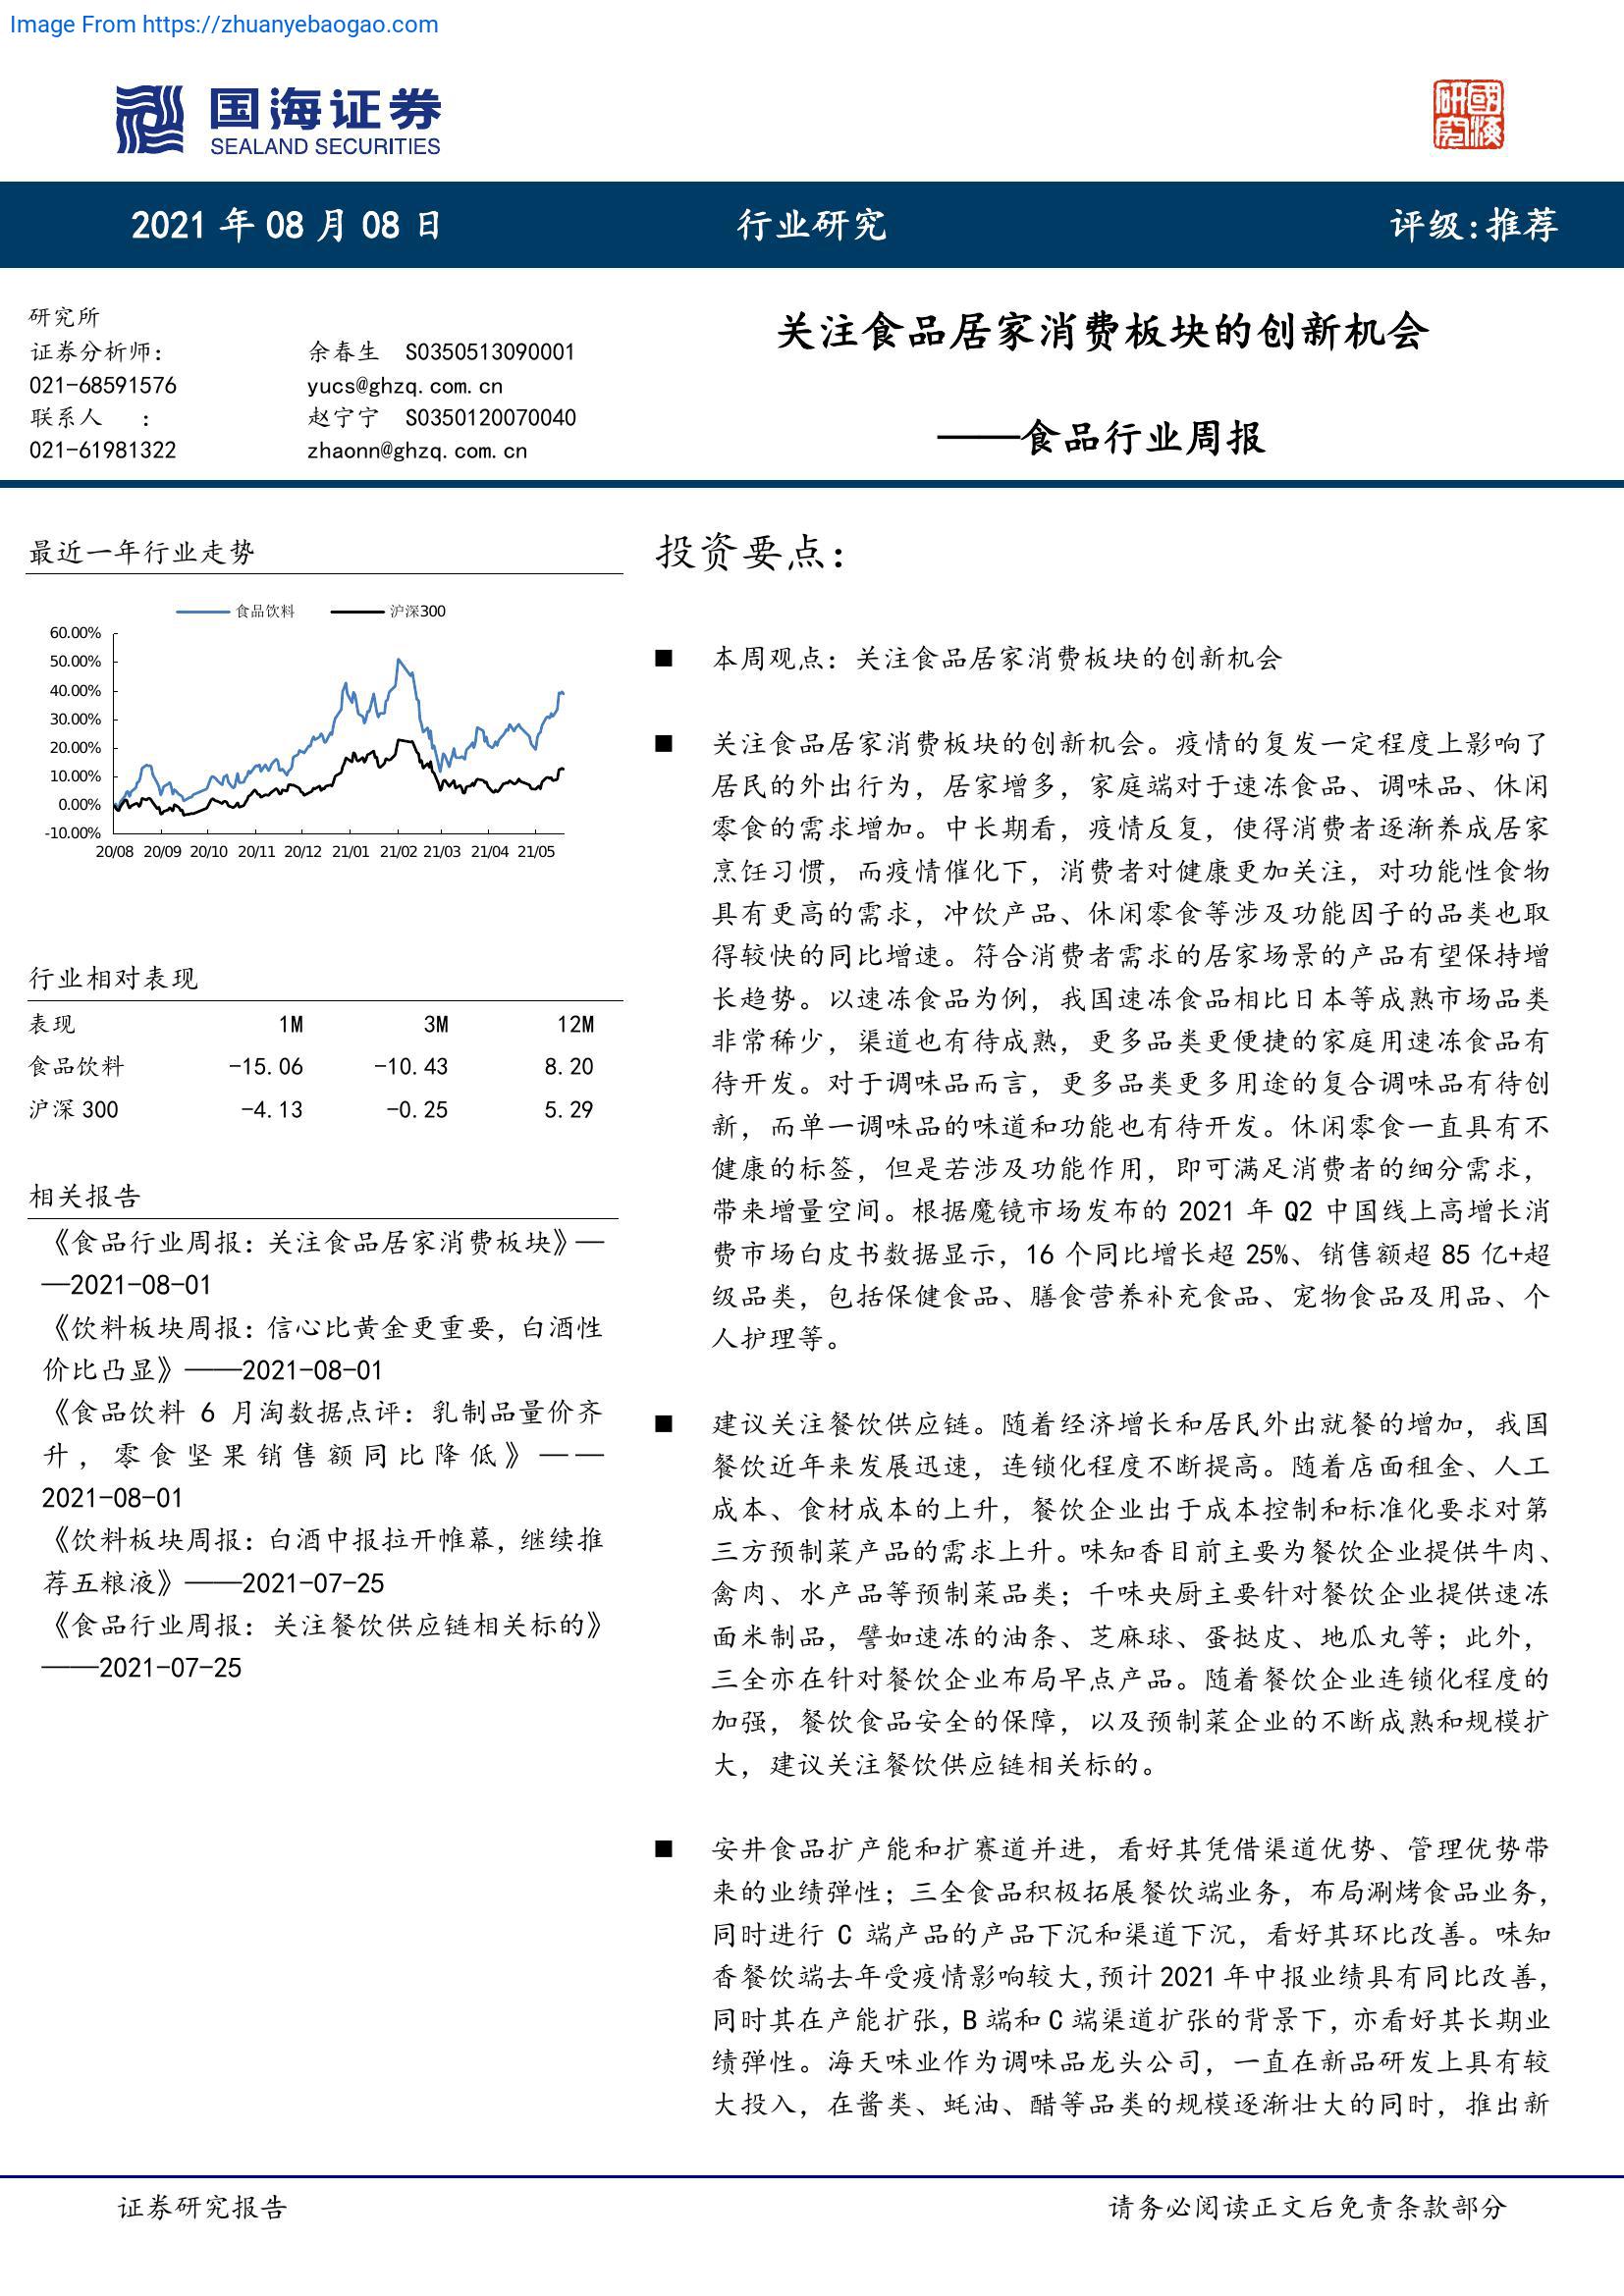 Image From https://zhuanyebaogao.com
国海证券
SEALAND SECURITIES
研國
究海
2021 年 08 月 08 日
行业研究
评级:推荐
研究所
证券分析师: 余春生 S0350513090001
021-68591576 yucs@ghzq.com.cn
联系人 : 赵宁宁 S0350120070040
021-61981322 zhaonn@ghzq.com.cn
关注食品居家消费板块的创新机会
——食品行业周报
最近一年行业走势
食品饮料 沪深300
60.00%
50.00%
40.00%
30.00%
20.00%
10.00%
0.00%
-10.00%
20/08 20/09 20/10 20/11 20/12 21/01 21/02 21/03 21/04 21/05
行业相对表现
表现 1M 3M 12M
食品饮料 -15.06 -10.43 8.20
沪深 300 -4.13 -0.25 5.29
相关报告
《食品行业周报：关注食品居家消费板块》—
—2021-08-01
《饮料板块周报：信心比黄金更重要，白酒性
价比凸显》——2021-08-01
《食品饮料 6 月淘数据点评：乳制品量价齐
升，零食坚果销售额同比降低》——
2021-08-01
《饮料板块周报：白酒中报拉开帷幕，继续推
荐五粮液》——2021-07-25
《食品行业周报：关注餐饮供应链相关标的》
——2021-07-25
投资要点：
■ 本周观点：关注食品居家消费板块的创新机会
■ 关注食品居家消费板块的创新机会。疫情的复发一定程度上影响了
居民的外出行为，居家增多，家庭端对于速冻食品、调味品、休闲
零食的需求增加。中长期看，疫情反复，使得消费者逐渐养成居家
烹饪习惯，而疫情催化下，消费者对健康更加关注，对功能性食物
具有更高的需求，冲饮产品、休闲零食等涉及功能因子的品类也取
得较快的同比增速。符合消费者需求的居家场景的产品有望保持增
长趋势。以速冻食品为例，我国速冻食品相比日本等成熟市场品类
非常稀少，渠道也有待成熟，更多品类更便捷的家庭用速冻食品有
待开发。对于调味品而言，更多品类更多用途的复合调味品有待创
新，而单一调味品的味道和功能也有待开发。休闲零食一直具有不
健康的标签，但是若涉及功能作用，即可满足消费者的细分需求，
带来增量空间。根据魔镜市场发布的 2021 年 Q2 中国线上高增长消
费市场白皮书数据显示，16 个同比增长超 25%、销售额超 85 亿+超
级品类，包括保健食品、膳食营养补充食品、宠物食品及用品、个
人护理等。
■ 建议关注餐饮供应链。随着经济增长和居民外出就餐的增加，我国
餐饮近年来发展迅速，连锁化程度不断提高。随着店面租金、人工
成本、食材成本的上升，餐饮企业出于成本控制和标准化要求对第
三方预制菜产品的需求上升。味知香目前主要为餐饮企业提供牛肉、
禽肉、水产品等预制菜品类；千味央厨主要针对餐饮企业提供速冻
面米制品，譬如速冻的油条、芝麻球、蛋挞皮、地瓜丸等；此外，
三全亦在针对餐饮企业布局早点产品。随着餐饮企业连锁化程度的
加强，餐饮食品安全的保障，以及预制菜企业的不断成熟和规模扩
大，建议关注餐饮供应链相关标的。
■ 安井食品扩产能和扩赛道并进，看好其凭借渠道优势、管理优势带
来的业绩弹性；三全食品积极拓展餐饮端业务，布局涮烤食品业务，
同时进行 C 端产品的产品下沉和渠道下沉，看好其环比改善。味知
香餐饮端去年受疫情影响较大，预计 2021 年中报业绩具有同比改善，
同时其在产能扩张，B 端和 C 端渠道扩张的背景下，亦看好其长期业
绩弹性。海天味业作为调味品龙头公司，一直在新品研发上具有较
大投入，在酱类、蚝油、醋等品类的规模逐渐壮大的同时，推出新
证券研究报告
请务必阅读正文后免责条款部分